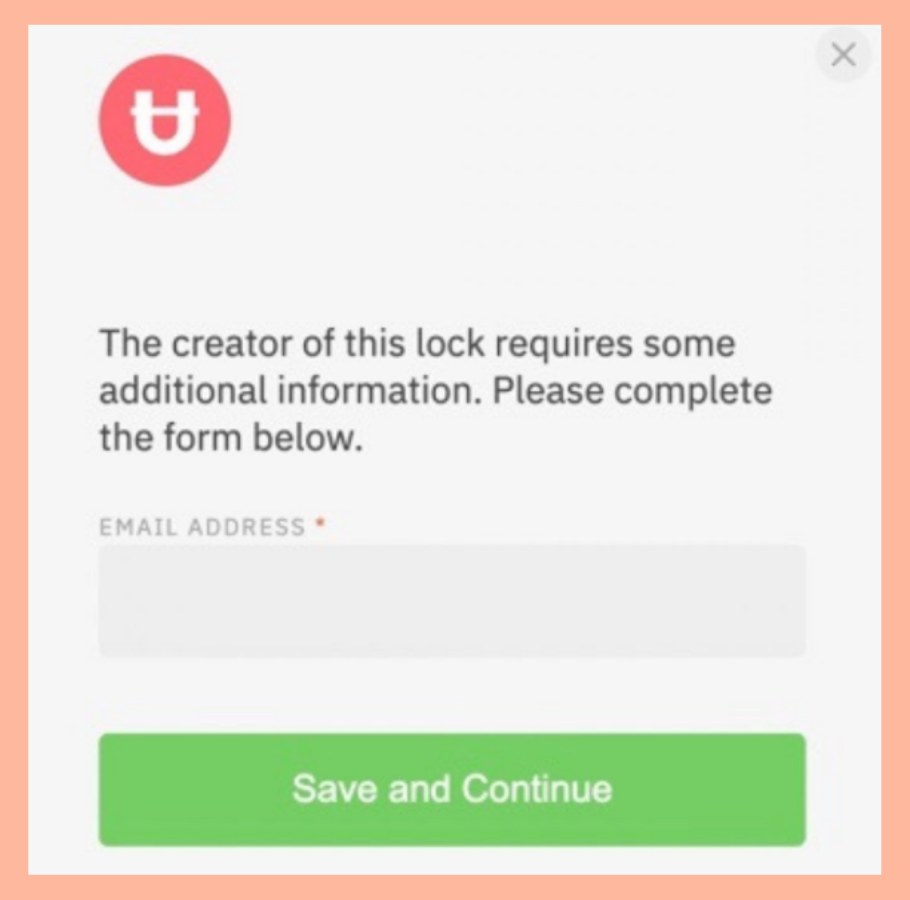 The creator of this lock requires some
additional information. Please complete
the form below.
EMAIL ADDRESS *
Save and Continue